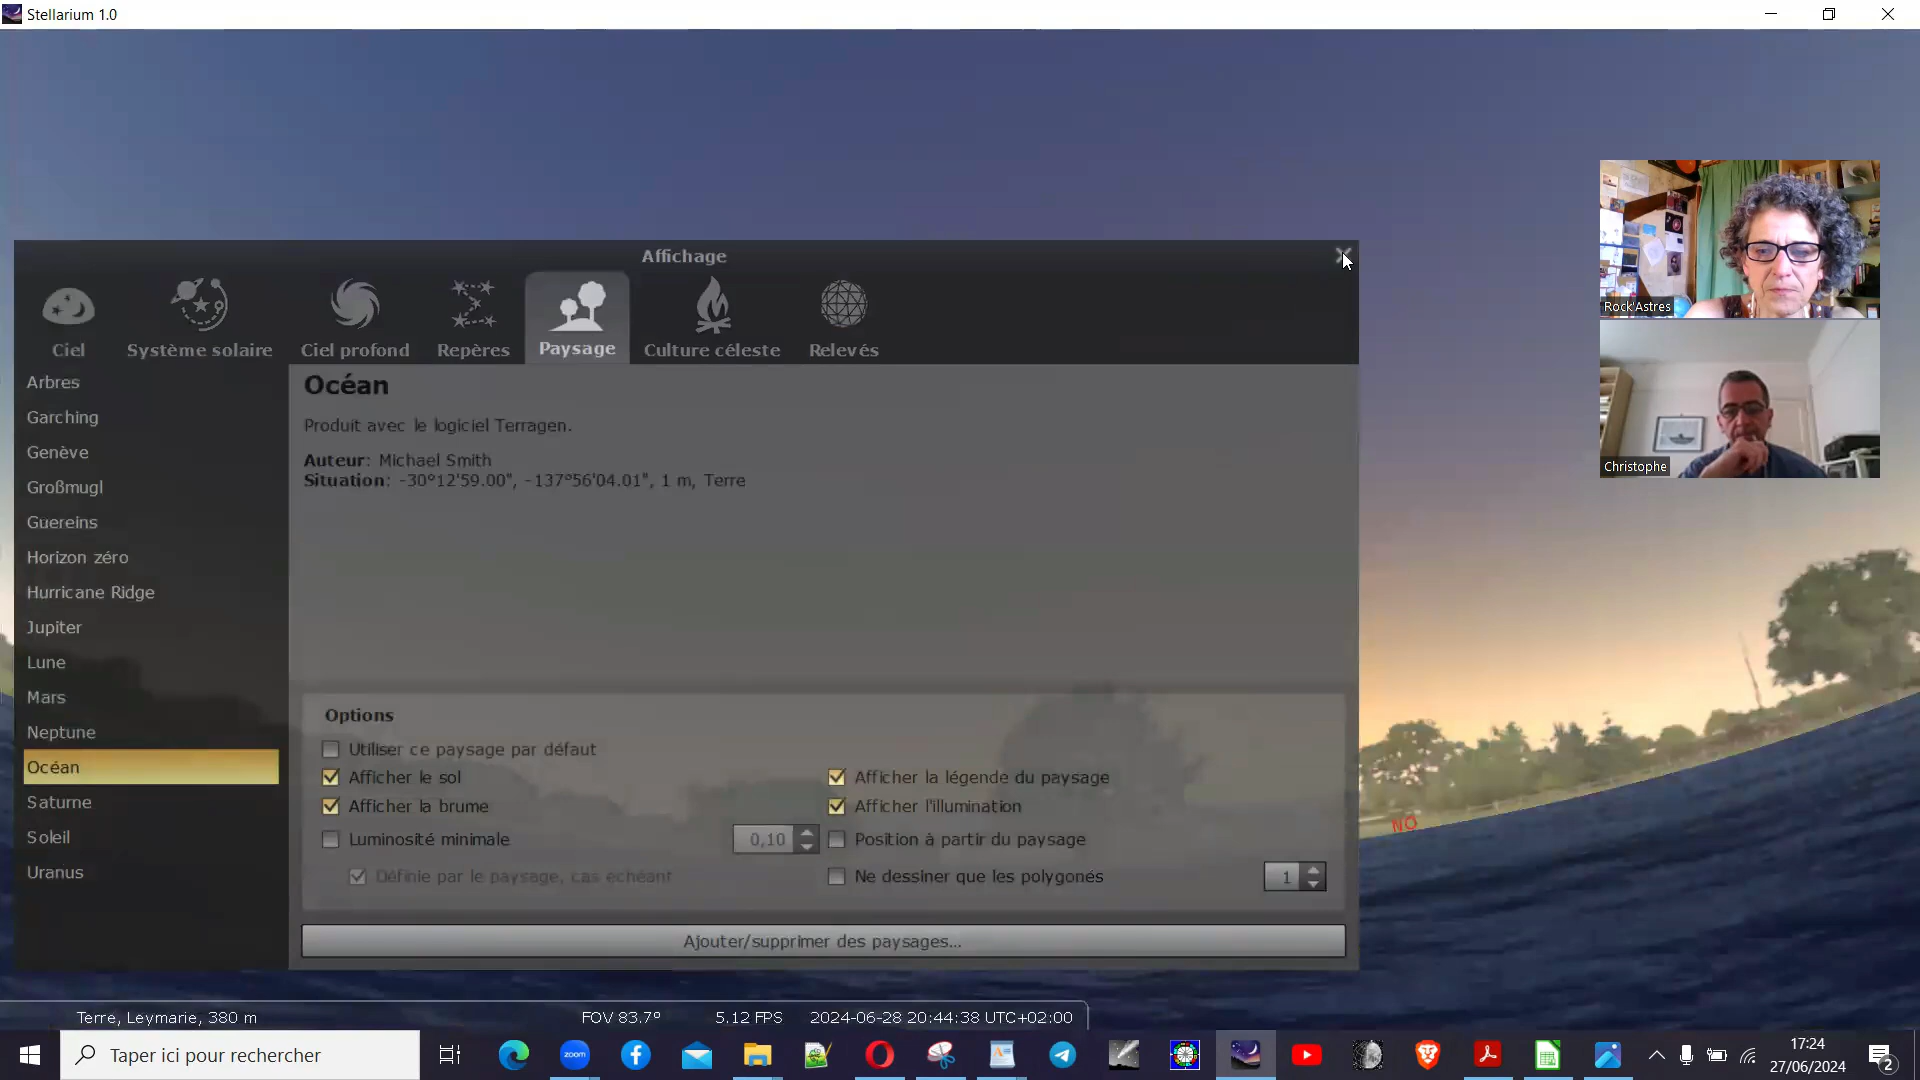 Stellarium 1.0
Affichage
Ciel
Système solaire
Ciel profond
Repères
Paysage
Culture céleste
Relevés
Arbres
Garching
Genève
Großmugl
Guereins
Horizon zéro
Hurricane Ridge
Jupiter
Lune
Mars
Neptune
Océan
Saturne
Soleil
Uranus
Océan
Produit avec le logiciel Terragen.
Auteur: Michael Smith
Situation: -30°12'59.00", -137°56'04.01", 1 m, Terre
Options
Utiliser ce paysage par défaut
Afficher le sol
Afficher la légende du paysage
Afficher la brume
Afficher l'illumination
Luminosité minimale
0,10
Position à partir du paysage
Définie par le paysage, cas échéant
Ne dessiner que les polygonés
1
Ajouter/supprimer des paysages...
Rock'Astres
Christophe
NO
Terre, Leymarie, 380 m
FOV 83.7°
5.12 FPS
2024-06-28 20:44:38 UTC+02:00
Taper ici pour rechercher
zoom
17:24
27/06/2024
2